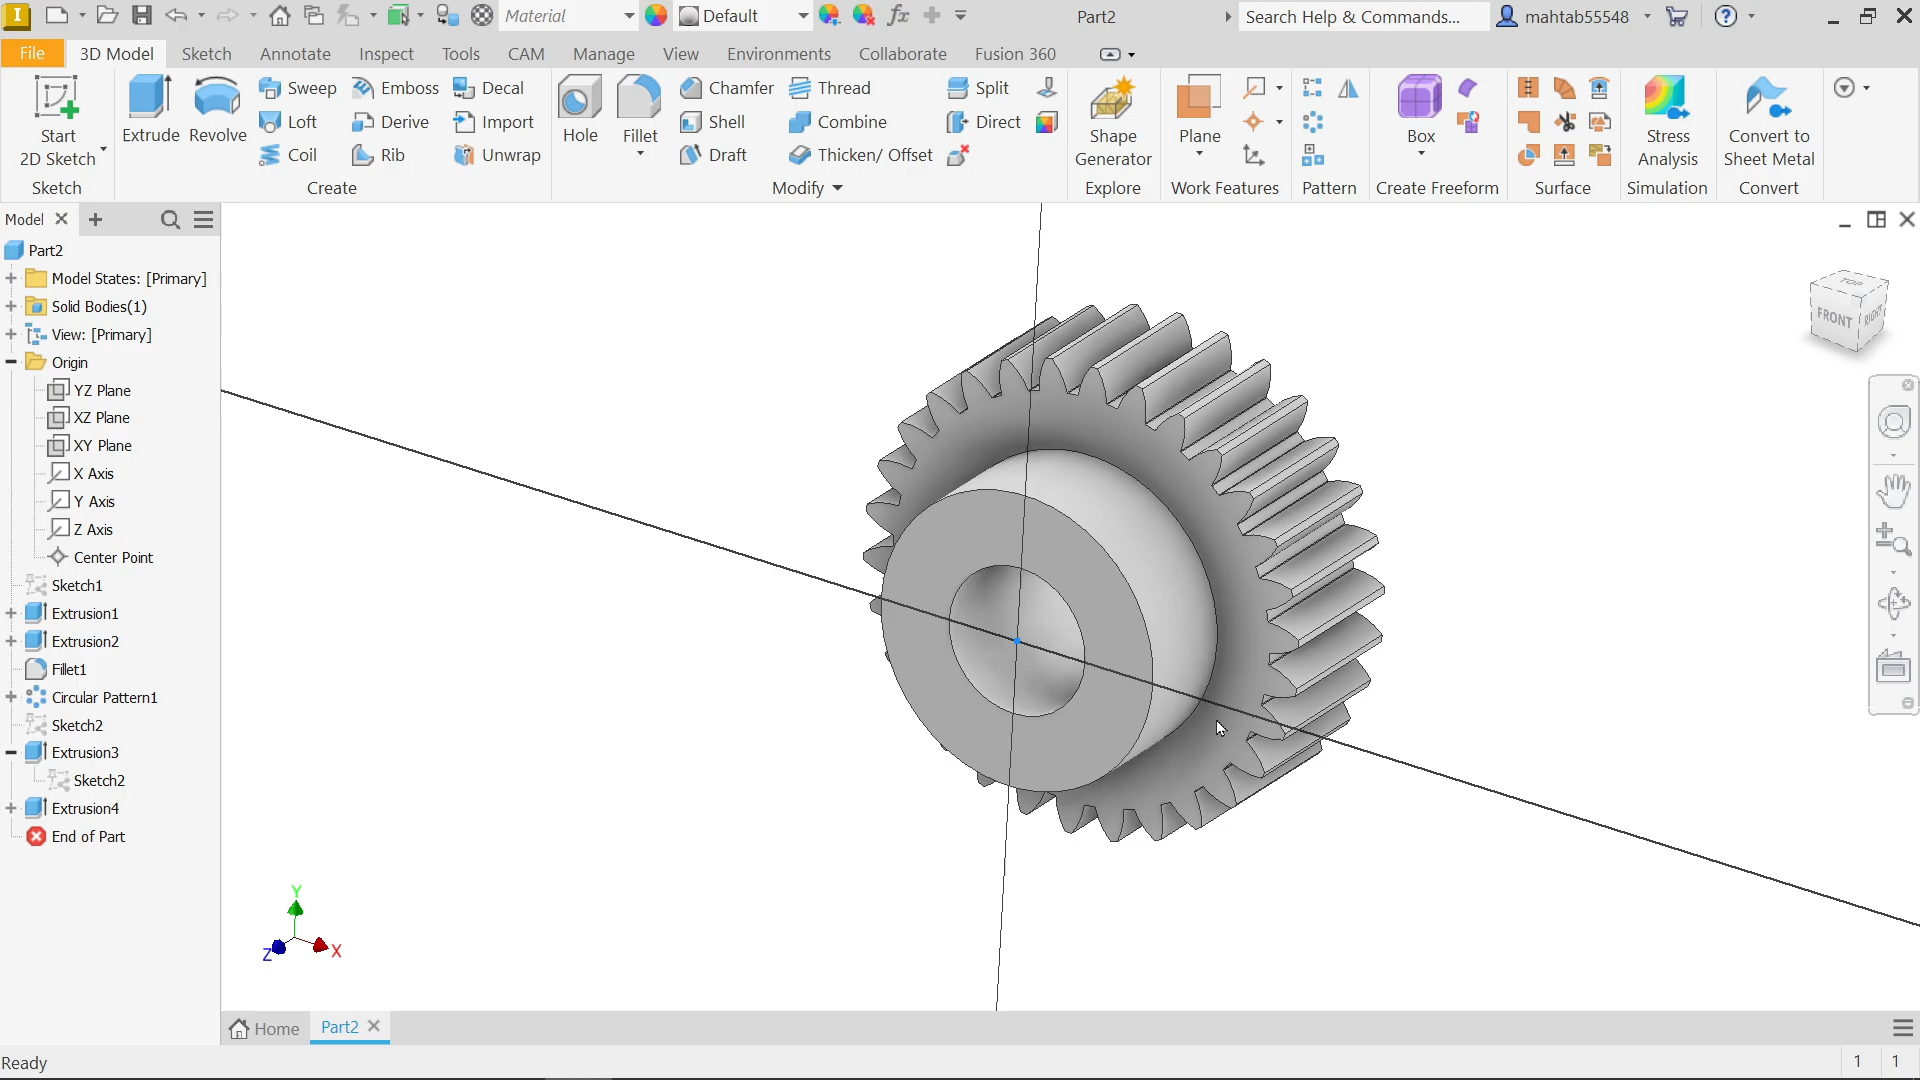 Material
Default
fx
Part2
Search Help & Commands...
mahtab55548
File
3D Model
Sketch
Annotate
Inspect
Tools
CAM
Manage
View
Environments
Collaborate
Fusion 360
Start
2D Sketch
Sketch
Extrude
Revolve
Sweep
Loft
Coil
Emboss
Derive
Rib
Decal
Import
Unwrap
Create
Hole
Fillet
Chamfer
Shell
Draft
Thread
Combine
Thicken/ Offset
Split
Direct
Modify
Shape
Generator
Explore
Plane
Work Features
Pattern
Box
Create Freeform
Surface
Stress
Analysis
Simulation
Convert to
Sheet Metal
Convert
Model
Part2
Model States: [Primary]
Solid Bodies(1)
View: [Primary]
Origin
YZ Plane
XZ Plane
XY Plane
X Axis
Y Axis
Z Axis
Center Point
Sketch1
Extrusion1
Extrusion2
Fillet1
Circular Pattern1
Sketch2
Extrusion3
Sketch2
Extrusion4
End of Part
TOP
FRONT
RIGHT
Y
Z
X
Home
Part2
Ready
1
1